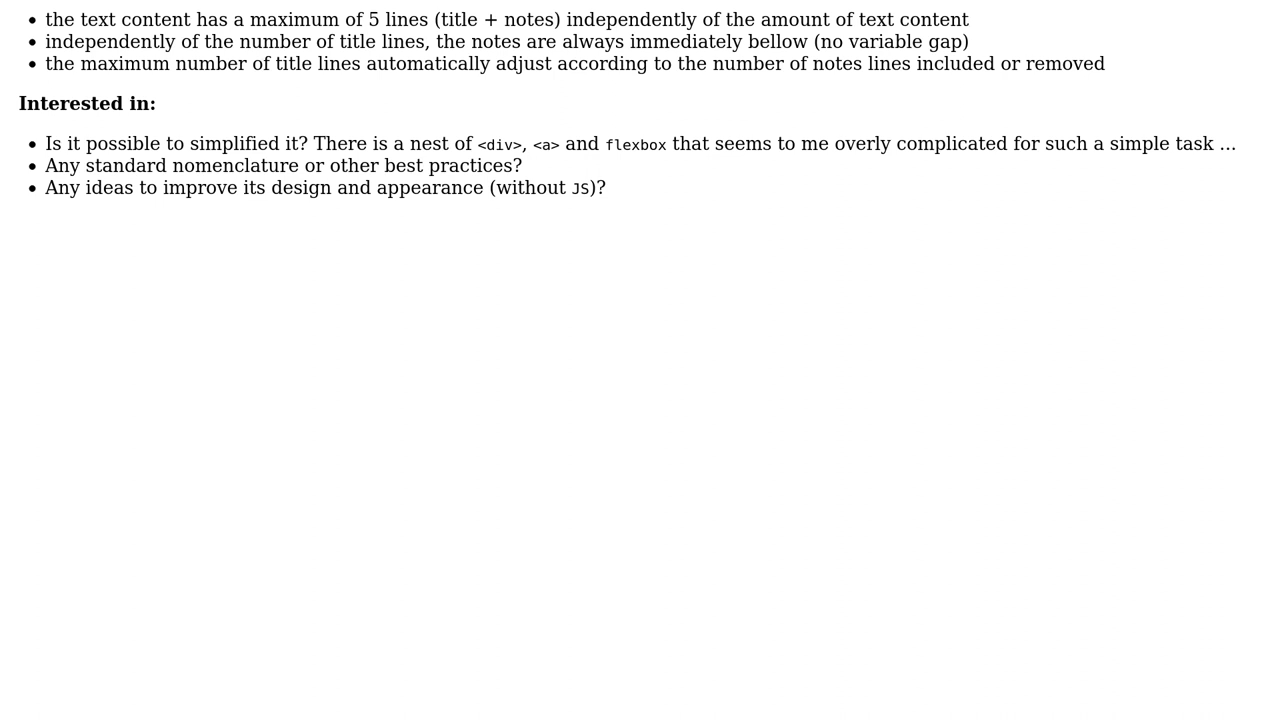 • the text content has a maximum of 5 lines (title + notes) independently of the amount of text content
• independently of the number of title lines, the notes are always immediately bellow (no variable gap)
• the maximum number of title lines automatically adjust according to the number of notes lines included or removed
Interested in:
• Is it possible to simplified it? There is a nest of <div>, <a> and flexbox that seems to me overly complicated for such a simple task ...
• Any standard nomenclature or other best practices?
• Any ideas to improve its design and appearance (without JS)?